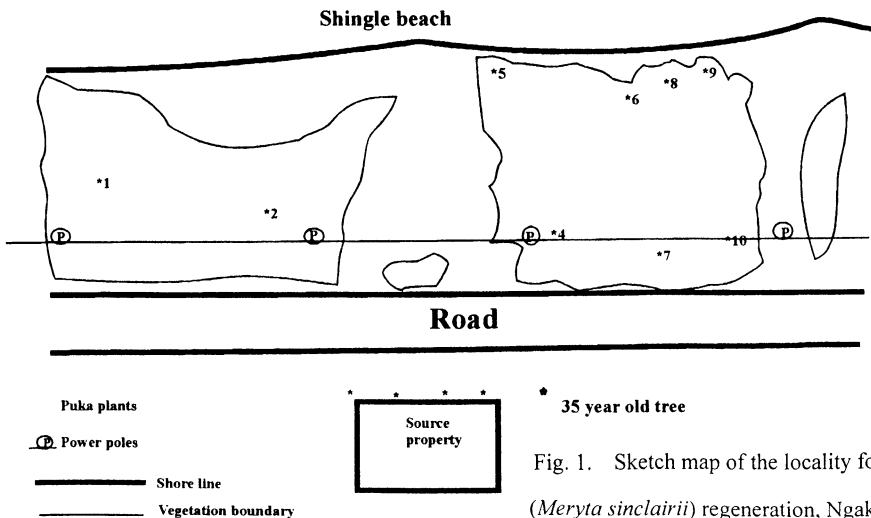 Shingle beach
*5
*8
*9
*6
*1
*2
P
P
P
*4
P
*10
*7
Road
Puka plants
P Power poles
Shore line
Vegetation boundary
* * * *
Source
property
* 35 year old tree
Fig. 1. Sketch map of the locality fo
(Meryta sinclairii) regeneration, Ngak